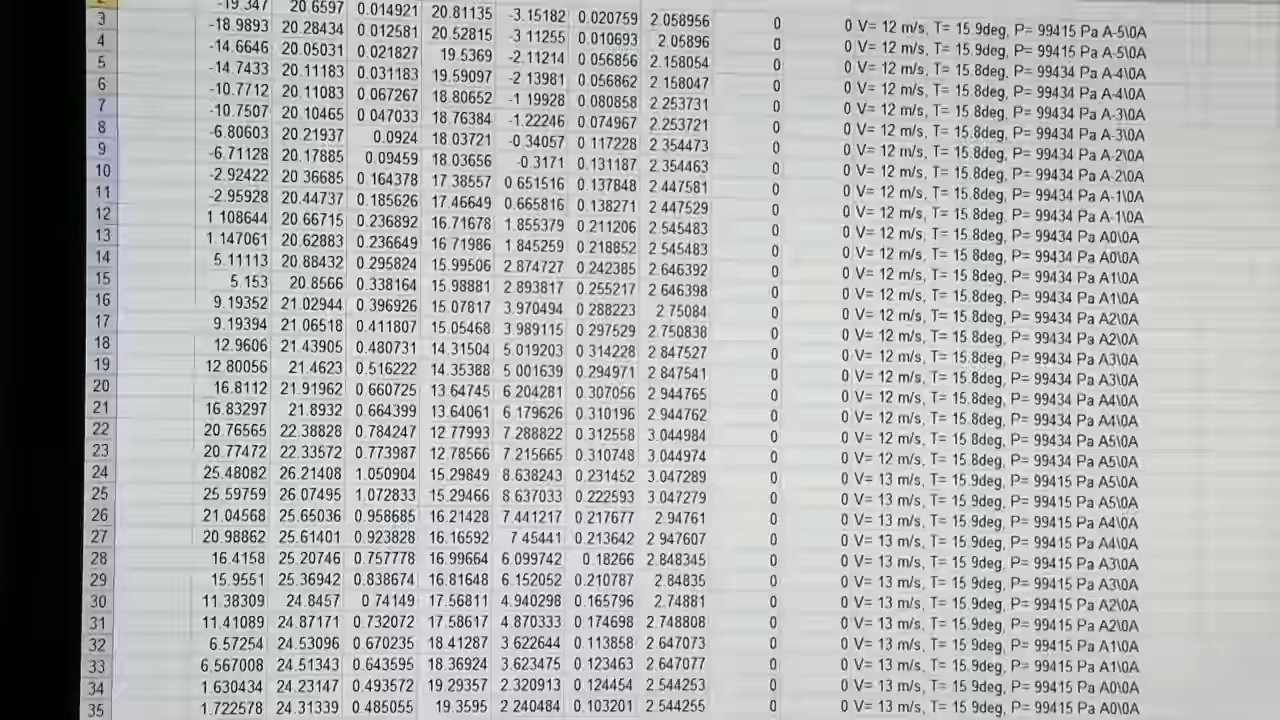 2 -19.347 20.6597 0.014921 20.81135 -3.15182 0.020759 2.058956 0 0 V= 12 m/s, T= 15.9deg, P= 99415 Pa A-5\0A
3 -18.9893 20.28434 0.012581 20.52815 -3.11255 0.010693 2.05896 0 0 V= 12 m/s, T= 15.9deg, P= 99415 Pa A-5\0A
4 -14.6646 20.05031 0.021827 19.5369 -2.11214 0.056856 2.158054 0 0 V= 12 m/s, T= 15.8deg, P= 99434 Pa A-4\0A
5 -14.7433 20.11183 0.031183 19.59097 -2.13981 0.056862 2.158047 0 0 V= 12 m/s, T= 15.8deg, P= 99434 Pa A-4\0A
6 -10.7712 20.11083 0.067267 18.80652 -1.19928 0.080858 2.253731 0 0 V= 12 m/s, T= 15.8deg, P= 99434 Pa A-3\0A
7 -10.7507 20.10465 0.047033 18.76384 -1.22246 0.074967 2.253721 0 0 V= 12 m/s, T= 15.8deg, P= 99434 Pa A-3\0A
8 -6.80603 20.21937 0.0924 18.03721 -0.34057 0.117228 2.354473 0 0 V= 12 m/s, T= 15.8deg, P= 99434 Pa A-2\0A
9 -6.71128 20.17885 0.09459 18.03656 -0.3171 0.131187 2.354463 0 0 V= 12 m/s, T= 15.8deg, P= 99434 Pa A-2\0A
10 -2.92422 20.36685 0.164378 17.38557 0.651516 0.137848 2.447581 0 0 V= 12 m/s, T= 15.8deg, P= 99434 Pa A-1\0A
11 -2.95928 20.44737 0.185626 17.46649 0.665816 0.138271 2.447529 0 0 V= 12 m/s, T= 15.8deg, P= 99434 Pa A-1\0A
12 1.108644 20.66715 0.236892 16.71678 1.855379 0.211206 2.545483 0 0 V= 12 m/s, T= 15.8deg, P= 99434 Pa A0\0A
13 1.147061 20.62883 0.236649 16.71986 1.845259 0.218852 2.545483 0 0 V= 12 m/s, T= 15.8deg, P= 99434 Pa A0\0A
14 5.11113 20.88432 0.295824 15.99506 2.874727 0.242385 2.646392 0 0 V= 12 m/s, T= 15.8deg, P= 99434 Pa A1\0A
15 5.153 20.8566 0.338164 15.98881 2.893817 0.255217 2.646398 0 0 V= 12 m/s, T= 15.8deg, P= 99434 Pa A1\0A
16 9.19352 21.02944 0.396926 15.07817 3.970494 0.288223 2.75084 0 0 V= 12 m/s, T= 15.8deg, P= 99434 Pa A2\0A
17 9.19394 21.06518 0.411807 15.05468 3.989115 0.297529 2.750838 0 0 V= 12 m/s, T= 15.8deg, P= 99434 Pa A2\0A
18 12.9606 21.43905 0.480731 14.31504 5.019203 0.314228 2.847527 0 0 V= 12 m/s, T= 15.8deg, P= 99434 Pa A3\0A
19 12.80056 21.4623 0.516222 14.35388 5.001639 0.294971 2.847541 0 0 V= 12 m/s, T= 15.8deg, P= 99434 Pa A3\0A
20 16.8112 21.91962 0.660725 13.64745 6.204281 0.307056 2.944765 0 0 V= 12 m/s, T= 15.8deg, P= 99434 Pa A4\0A
21 16.83297 21.8932 0.664399 13.64061 6.179626 0.310196 2.944762 0 0 V= 12 m/s, T= 15.8deg, P= 99434 Pa A4\0A
22 20.76565 22.38828 0.784247 12.77993 7.288822 0.312558 3.044984 0 0 V= 12 m/s, T= 15.8deg, P= 99434 Pa A5\0A
23 20.77472 22.33572 0.773987 12.78566 7.215665 0.310748 3.044974 0 0 V= 12 m/s, T= 15.8deg, P= 99434 Pa A5\0A
24 25.48082 26.21408 1.050904 15.29849 8.638243 0.231452 3.047289 0 0 V= 13 m/s, T= 15.9deg, P= 99415 Pa A5\0A
25 25.59759 26.07495 1.072833 15.29466 8.637033 0.222593 3.047279 0 0 V= 13 m/s, T= 15.9deg, P= 99415 Pa A5\0A
26 21.04568 25.65036 0.958685 16.21428 7.441217 0.217677 2.94761 0 0 V= 13 m/s, T= 15.9deg, P= 99415 Pa A4\0A
27 20.98862 25.61401 0.923828 16.16592 7.45441 0.213642 2.947607 0 0 V= 13 m/s, T= 15.9deg, P= 99415 Pa A4\0A
28 16.4158 25.20746 0.757778 16.99664 6.099742 0.18266 2.848345 0 0 V= 13 m/s, T= 15.9deg, P= 99415 Pa A3\0A
29 15.9551 25.36942 0.838674 16.81648 6.152052 0.210787 2.84835 0 0 V= 13 m/s, T= 15.9deg, P= 99415 Pa A3\0A
30 11.38309 24.8457 0.74149 17.56811 4.940298 0.165796 2.74881 0 0 V= 13 m/s, T= 15.9deg, P= 99415 Pa A2\0A
31 11.41089 24.87171 0.732072 17.58617 4.870333 0.174698 2.748808 0 0 V= 13 m/s, T= 15.9deg, P= 99415 Pa A2\0A
32 6.57254 24.53096 0.670235 18.41287 3.622644 0.113858 2.647073 0 0 V= 13 m/s, T= 15.9deg, P= 99415 Pa A1\0A
33 6.567008 24.51343 0.643595 18.36924 3.623475 0.123463 2.647077 0 0 V= 13 m/s, T= 15.9deg, P= 99415 Pa A1\0A
34 1.630434 24.23147 0.493572 19.29357 2.320913 0.124454 2.544253 0 0 V= 13 m/s, T= 15.9deg, P= 99415 Pa A0\0A
35 1.722578 24.31339 0.485055 19.3595 2.240484 0.103201 2.544255 0 0 V= 13 m/s, T= 15.9deg, P= 99415 Pa A0\0A